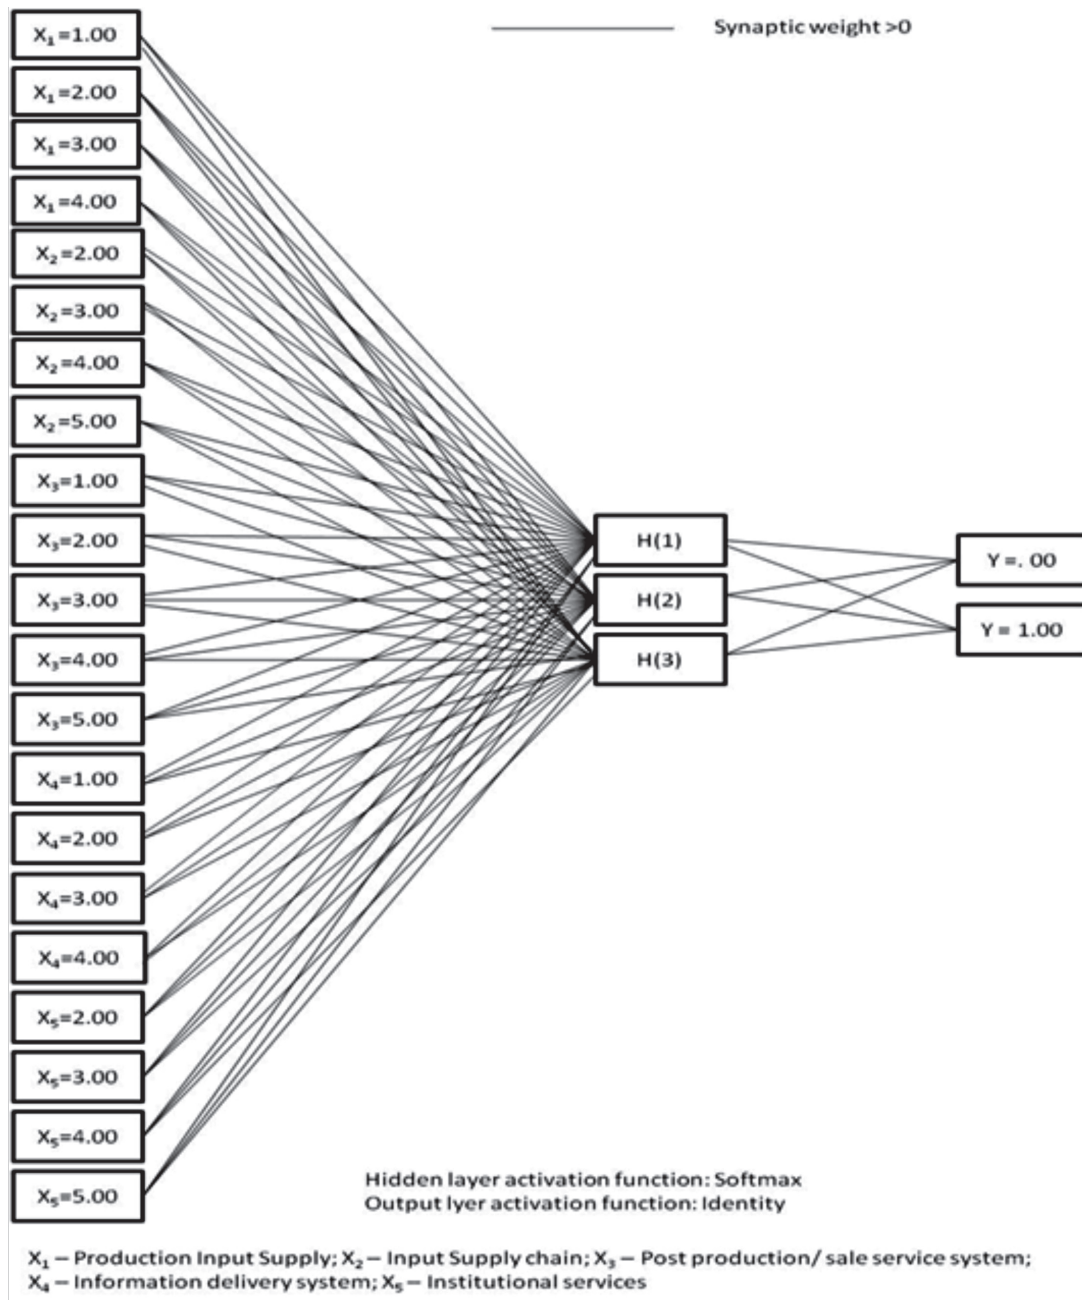 X₁=1.00
Synaptic weight >0
X₁=2.00
X₁=3.00
X₁=4.00
X₂=2.00
X₂=3.00
X₂=4.00
X₂=5.00
X₃=1.00
X₃=2.00
X₃=3.00
X₃=4.00
X₃=5.00
X₄=1.00
X₄=2.00
X₄=3.00
X₄=4.00
X₅=2.00
X₅=3.00
X₅=4.00
X₅=5.00
H(1)
H(2)
H(3)
Y =. 00
Y = 1.00
Hidden layer activation function: Softmax
Output lyer activation function: Identity
X₁ – Production Input Supply; X₂ – Input Supply chain; X₃ – Post production/ sale service system;
X₄ – Information delivery system; X₅ – Institutional services